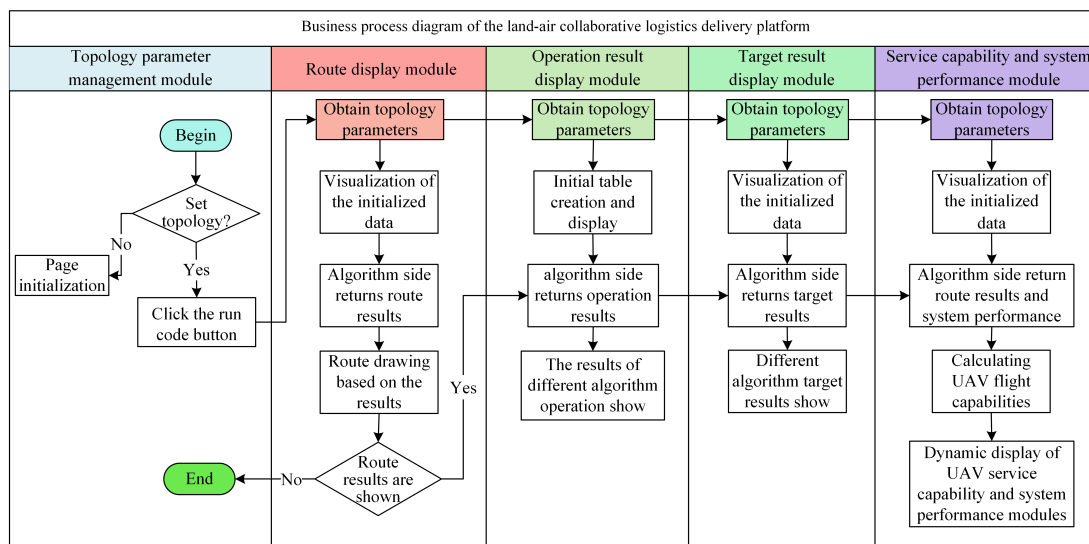 Business process diagram of the land-air collaborative logistics delivery platform
Topology parameter
management module
Route display module
Operation result
display module
Target result
display module
Service capability and system
performance module
Begin
Set
topology?
No
Page
initialization
Yes
Click the run
code button
End
Obtain topology
parameters
Visualization of
the initialized
data
Algorithm side
returns route
results
Route drawing
based on the
results
Route
results are
shown
No
Yes
Obtain topology
parameters
Initial table
creation and
display
algorithm side
returns operation
results
The results of
different algorithm
operation show
Obtain topology
parameters
Visualization of
the initialized
data
Algorithm side
returns target
results
Different
algorithm target
results show
Obtain topology
parameters
Visualization of
the initialized
data
Algorithm side return
route results and
system performance
Calculating
UAV flight
capabilities
Dynamic display of
UAV service
capability and system
performance modules